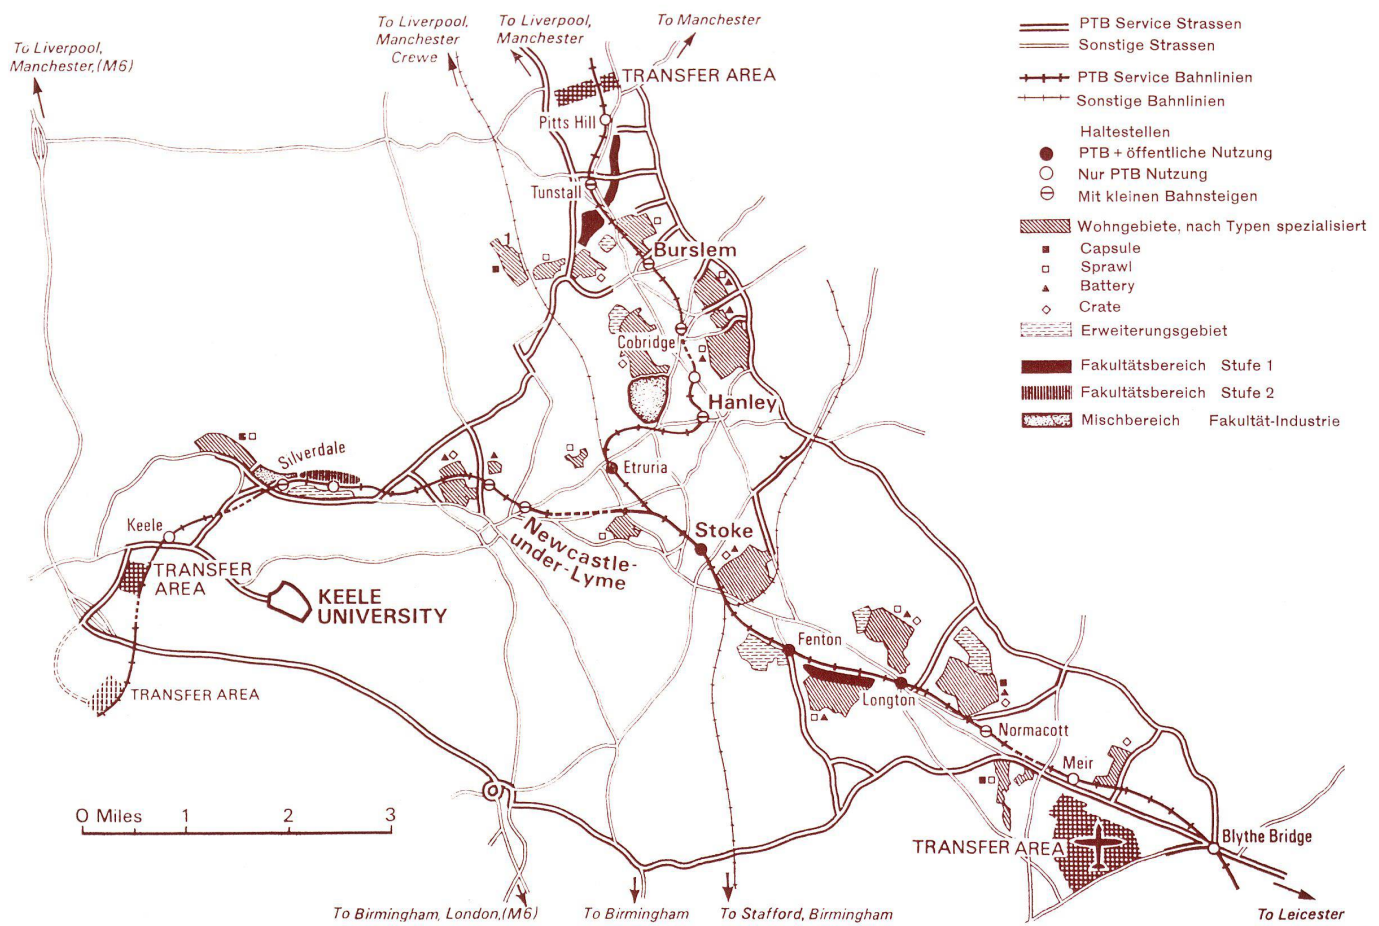 To Liverpool,
Manchester,(M6)
To Liverpool,
Manchester
Crewe
To Liverpool,
Manchester
To Manchester
TRANSFER AREA
Pitts Hill
Tunstall
1
Burslem
Cobridge
Hanley
Etruria
Silverdale
Keele
Newcastle-
under-Lyme
Stoke
TRANSFER
AREA
KEELE
UNIVERSITY
TRANSFER AREA
Fenton
Longton
Normacott
Meir
Blythe Bridge
TRANSFER AREA
0 Miles 1 2 3
To Birmingham, London,(M6)
To Birmingham
To Stafford, Birmingham
To Leicester
PTB Service Strassen
Sonstige Strassen
PTB Service Bahnlinien
Sonstige Bahnlinien
Haltestellen
PTB + öffentliche Nutzung
Nur PTB Nutzung
Mit kleinen Bahnsteigen
Wohngebiete, nach Typen spezialisiert
Capsule
Sprawl
Battery
Crate
Erweiterungsgebiet
Fakultätsbereich Stufe 1
Fakultätsbereich Stufe 2
Mischbereich Fakultät-Industrie